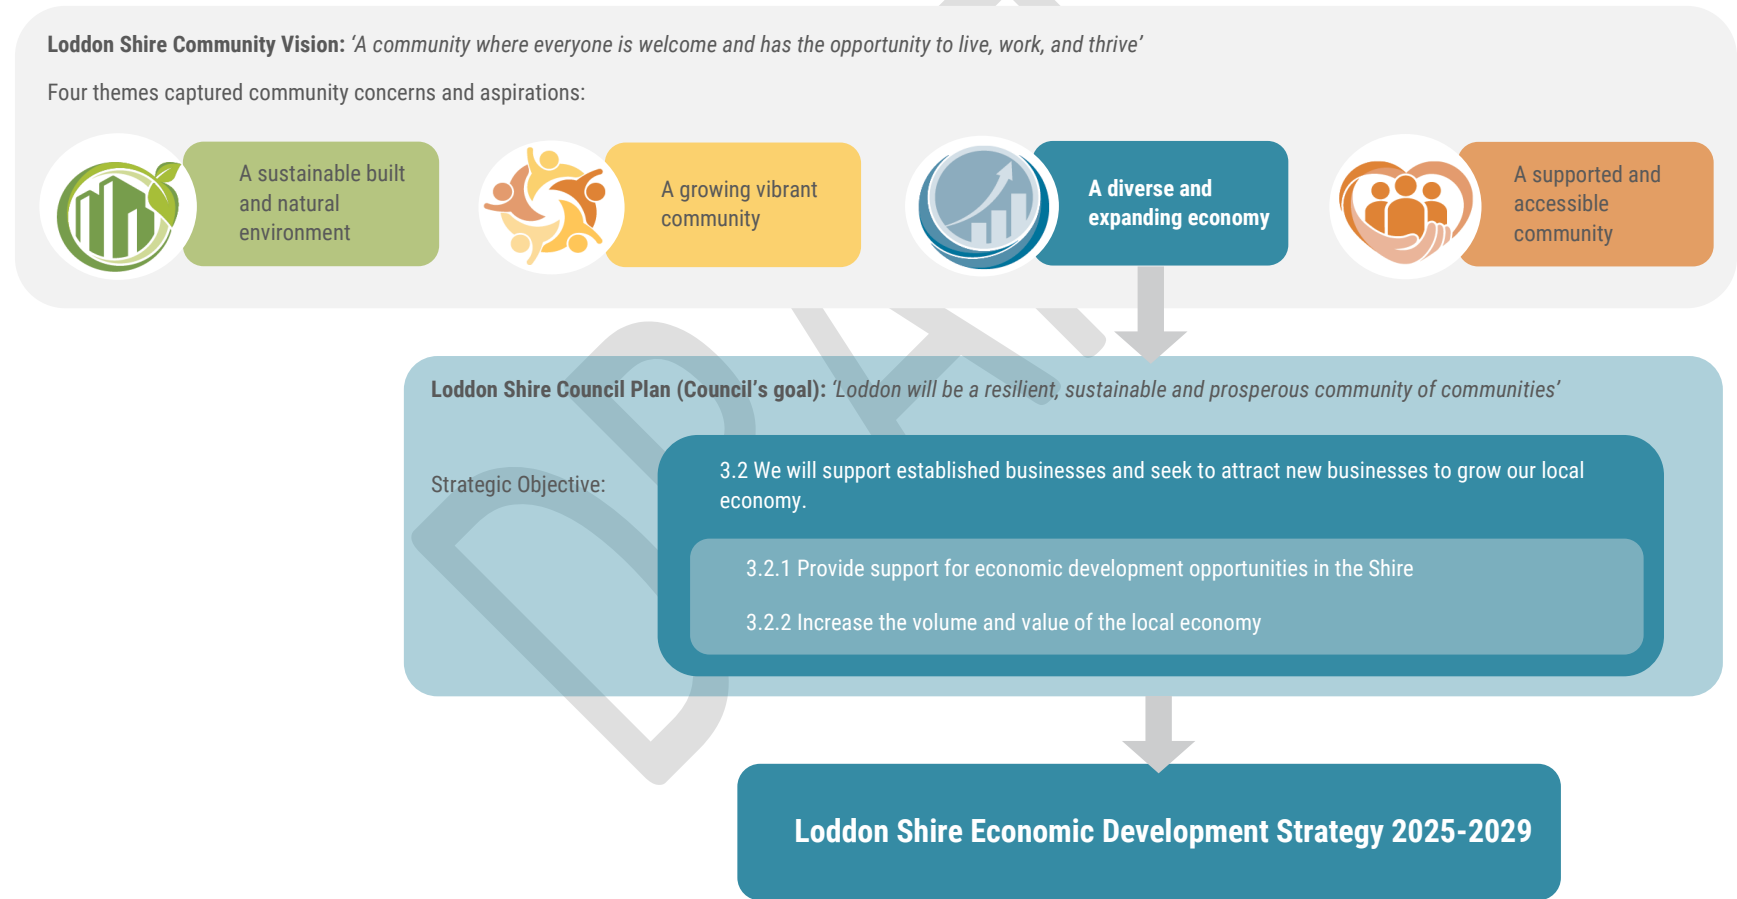 Loddon Shire Community Vision: ‘A community where everyone is welcome and has the opportunity to live, work, and thrive’
Four themes captured community concerns and aspirations:
A sustainable built
and natural
environment
A growing vibrant
community
A diverse and
expanding economy
A supported and
accessible
community
Loddon Shire Council Plan (Council’s goal): ‘Loddon will be a resilient, sustainable and prosperous community of communities’
Strategic Objective:
3.2 We will support established businesses and seek to attract new businesses to grow our local
economy.
3.2.1 Provide support for economic development opportunities in the Shire
3.2.2 Increase the volume and value of the local economy
Loddon Shire Economic Development Strategy 2025-2029